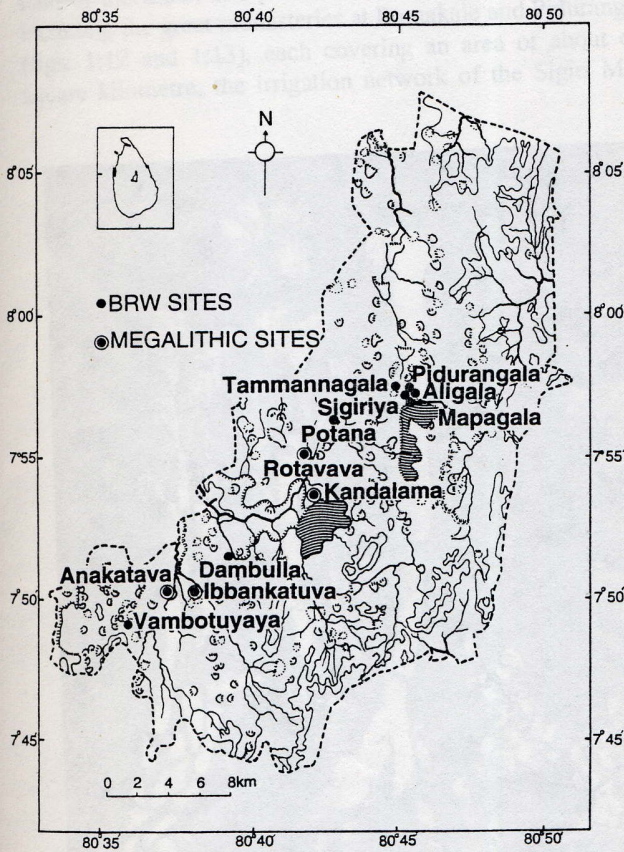 80°35' 80°40' 80°45' 80°50'
N
8°05' 8°05'
BRW SITES
8°00' 8°00'
MEGALITHIC SITES
Pidurangala
Tammannagala
Aligala
Sigiriya
Mapagala
Potana
7°55' 7°55'
Rotavava
Kandalama
Dambulla
Anakatava
Ibbankatuva
7°50' 7°50'
Vambotuyaya
7°45' 7°45'
0 2 4 6 8km
80°35' 80°40' 80°45' 80°50'